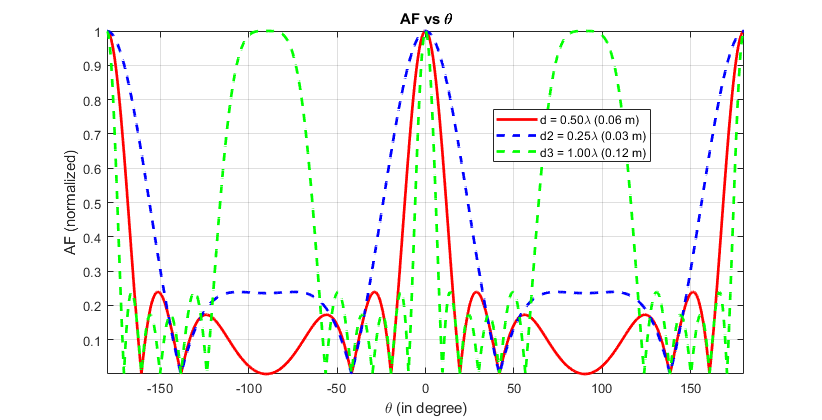 AF vs θ
1
0.9
0.8
0.7
0.6
0.5
0.4
0.3
0.2
0.1
AF (normalized)
d = 0.50λ (0.06 m)
d2 = 0.25λ (0.03 m)
d3 = 1.00λ (0.12 m)
-150 -100 -50 0 50 100 150
θ (in degree)